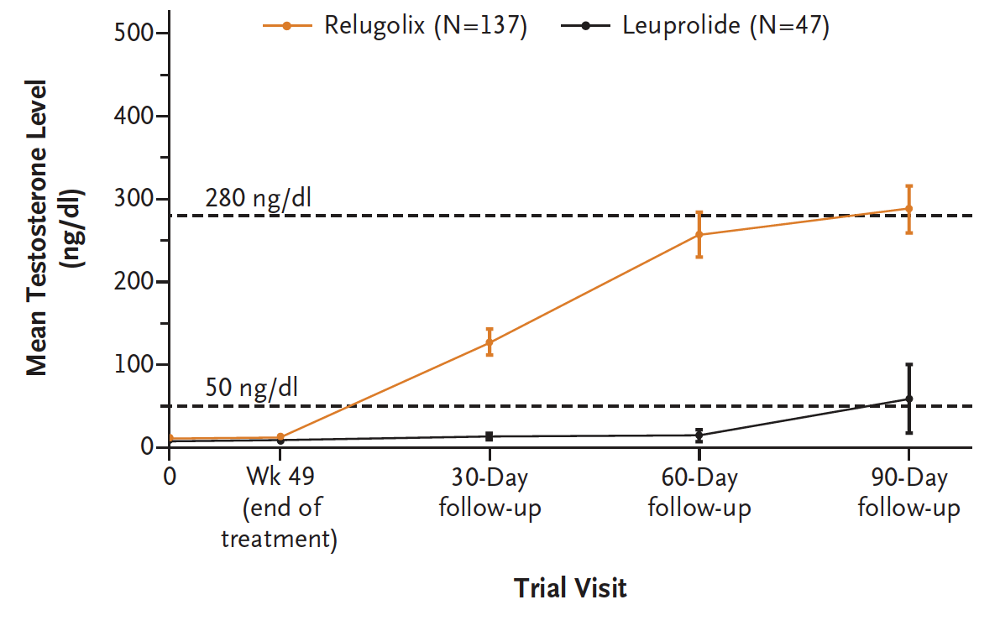 Relugolix (N=137) Leuprolide (N=47)
Mean Testosterone Level
(ng/dl)
500
400
300
200
100
0
280 ng/dl
50 ng/dl
0 Wk 49 30-Day 60-Day 90-Day
(end of follow-up follow-up follow-up
treatment)
Trial Visit